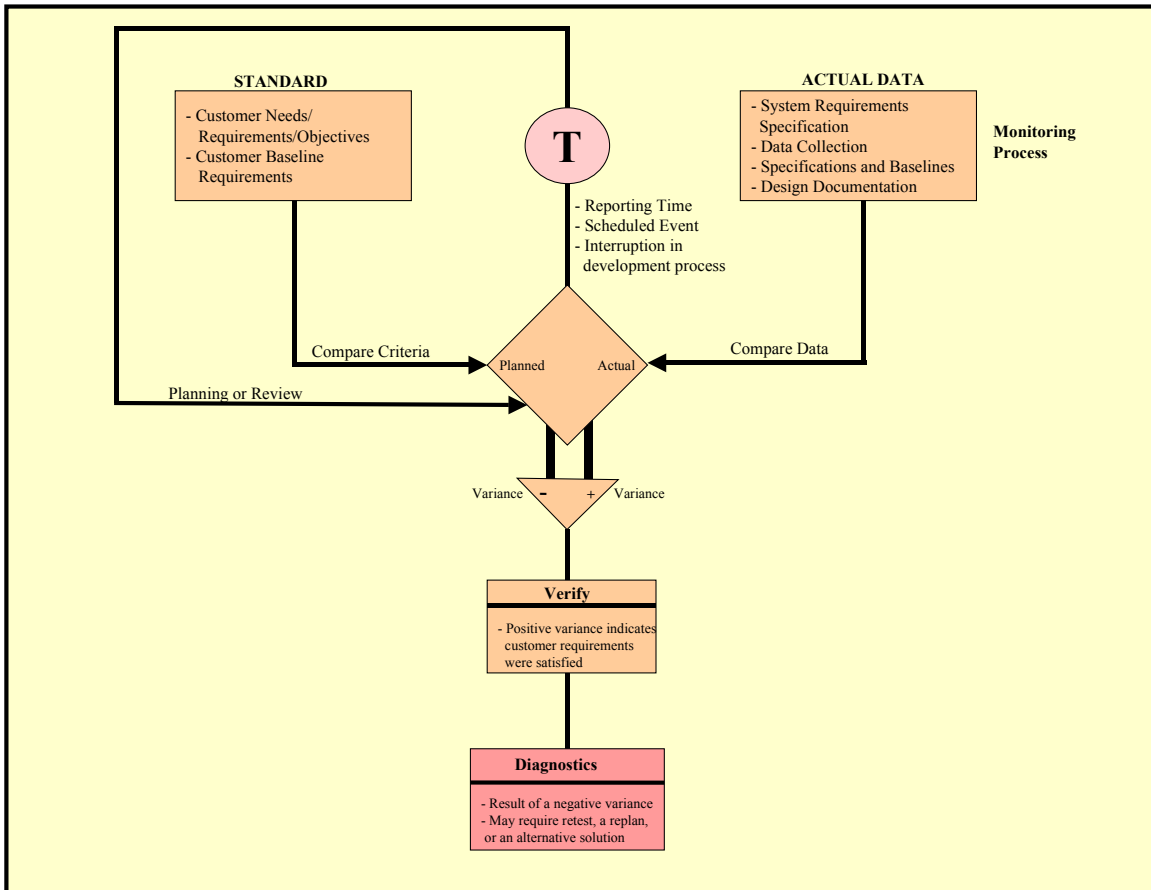 STANDARD
- Customer Needs/
Requirements/Objectives
- Customer Baseline
Requirements
T
- Reporting Time
- Scheduled Event
- Interruption in
development process
ACTUAL DATA
- System Requirements
Specification
- Data Collection
- Specifications and Baselines
- Design Documentation
Monitoring
Process
Compare Criteria
Planned
Actual
Compare Data
Planning or Review
Variance
-
+
Variance
Verify
- Positive variance indicates
customer requirements
were satisfied
Diagnostics
- Result of a negative variance
- May require retest, a replan,
or an alternative solution